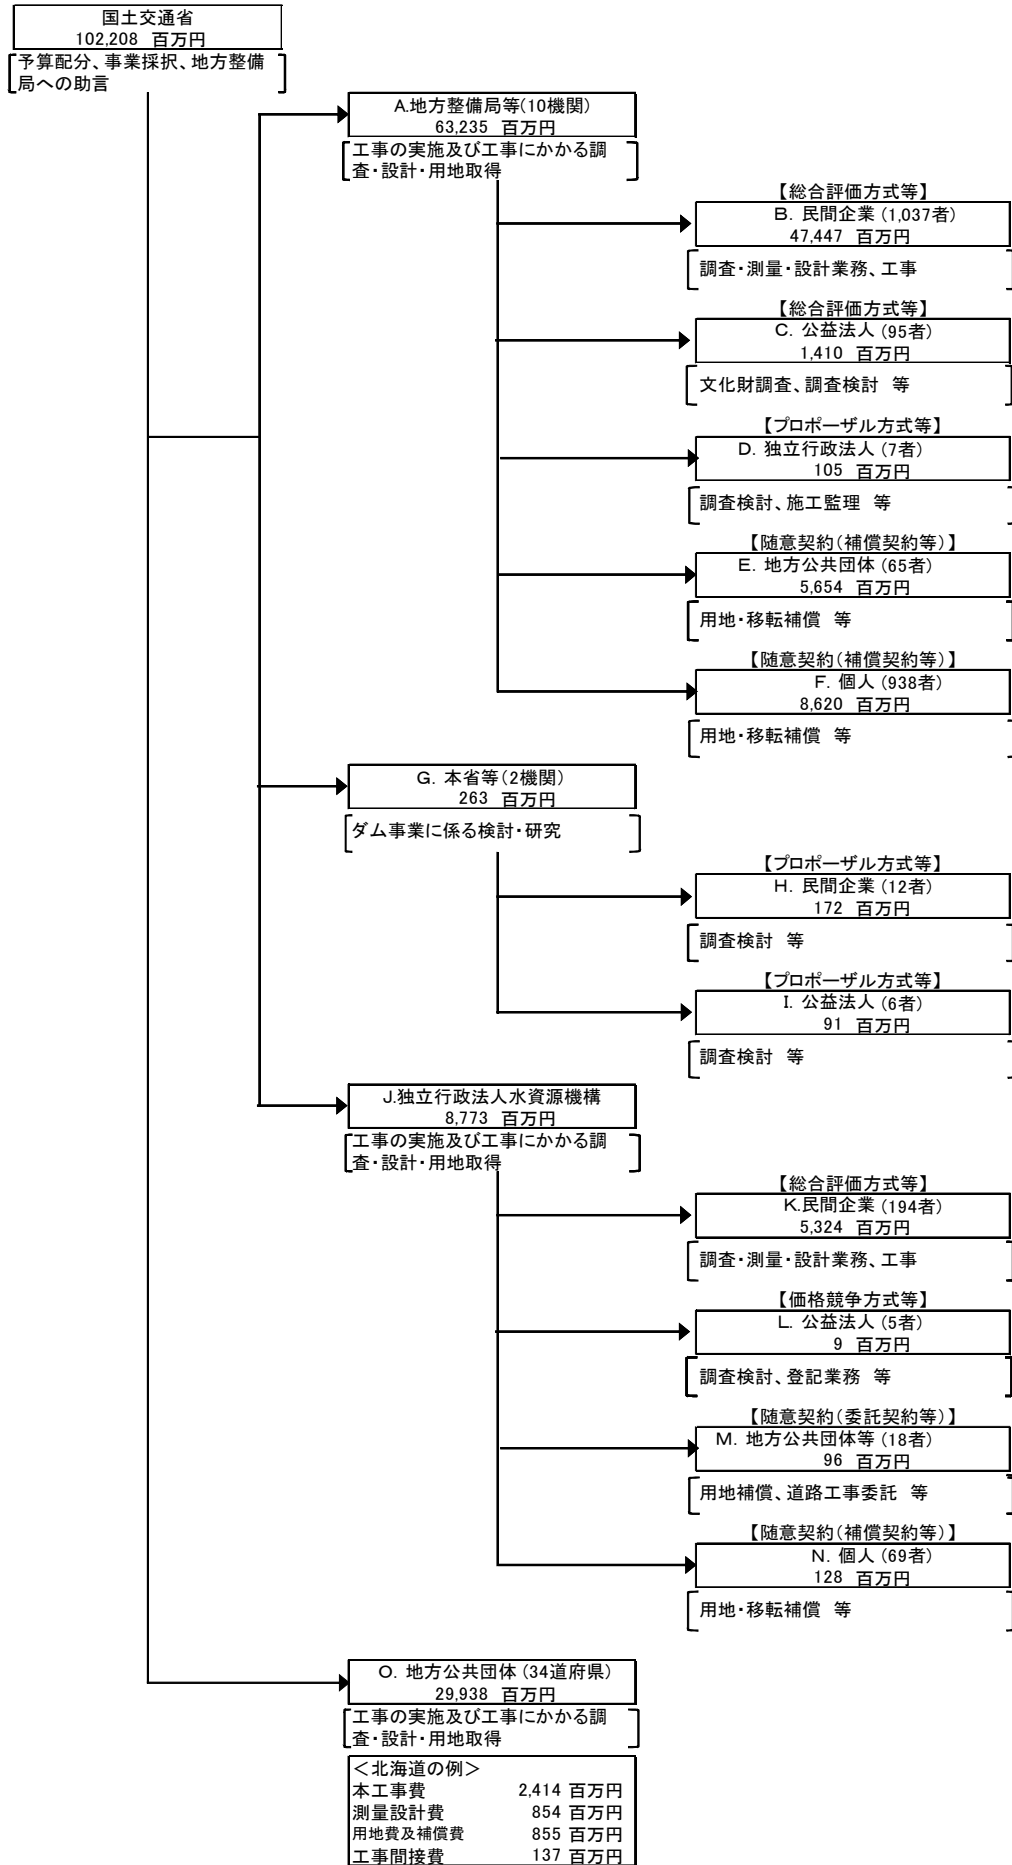 国土交通省
102,208 百万円
予算配分、事業採択、地方整備
局への助言
A.地方整備局等(10機関)
63,235 百万円
工事の実施及び工事にかかる調
査・設計・用地取得
【総合評価方式等】
B. 民間企業 (1,037者)
47,447 百万円
調査・測量・設計業務、工事
【総合評価方式等】
C. 公益法人 (95者)
1,410 百万円
文化財調査、調査検討 等
【プロポーザル方式等】
D. 独立行政法人 (7者)
105 百万円
調査検討、施工監理 等
【随意契約(補償契約等)】
E. 地方公共団体 (65者)
5,654 百万円
用地・移転補償 等
【随意契約(補償契約等)】
F. 個人 (938者)
8,620 百万円
用地・移転補償 等
G. 本省等(2機関)
263 百万円
ダム事業に係る検討・研究
【プロポーザル方式等】
H. 民間企業 (12者)
172 百万円
調査検討 等
【プロポーザル方式等】
I. 公益法人 (6者)
91 百万円
調査検討 等
J.独立行政法人水資源機構
8,773 百万円
工事の実施及び工事にかかる調
査・設計・用地取得
【総合評価方式等】
K.民間企業 (194者)
5,324 百万円
調査・測量・設計業務、工事
【価格競争方式等】
L. 公益法人 (5者)
9 百万円
調査検討、登記業務 等
【随意契約(委託契約等)】
M. 地方公共団体等 (18者)
96 百万円
用地補償、道路工事委託 等
【随意契約(補償契約等)】
N. 個人 (69者)
128 百万円
用地・移転補償 等
O. 地方公共団体 (34道府県)
29,938 百万円
工事の実施及び工事にかかる調
査・設計・用地取得
＜北海道の例＞
本工事費 2,414 百万円
測量設計費 854 百万円
用地費及補償費 855 百万円
工事間接費 137 百万円